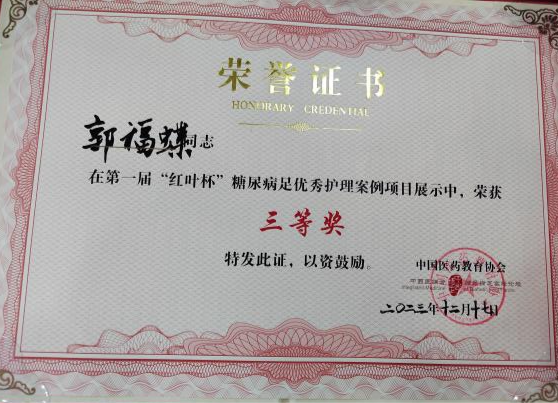 荣誉证书
HONORARY CREDENTIAL
郭福蝶同志
在第一届“红叶杯”糖尿病足优秀护理案例项目展示中，荣获
三等奖
特发此证，以资鼓励。
中国医药教育协会
二〇二三年十二月十七日